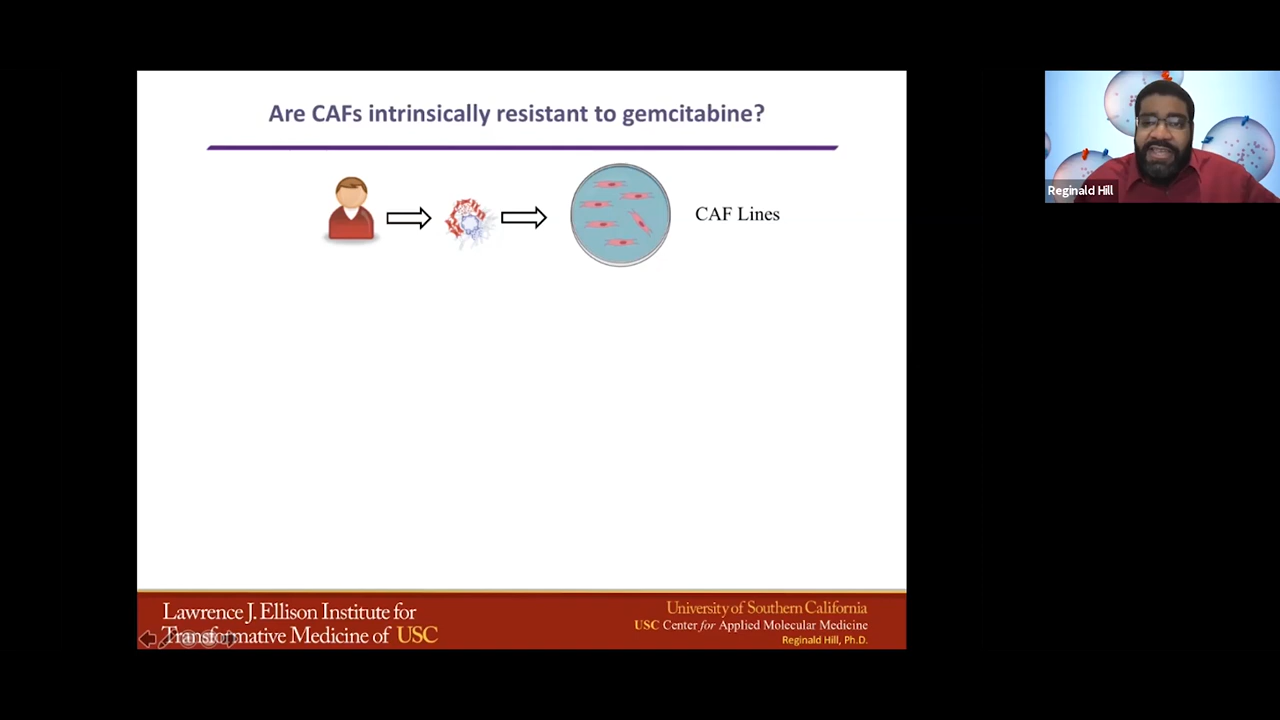 Are CAFs intrinsically resistant to gemcitabine?
CAF Lines
Reginald Hill
Lawrence J. Ellison Institute for
Transformative Medicine of USC
University of Southern California
USC Center for Applied Molecular Medicine
Reginald Hill, Ph.D.